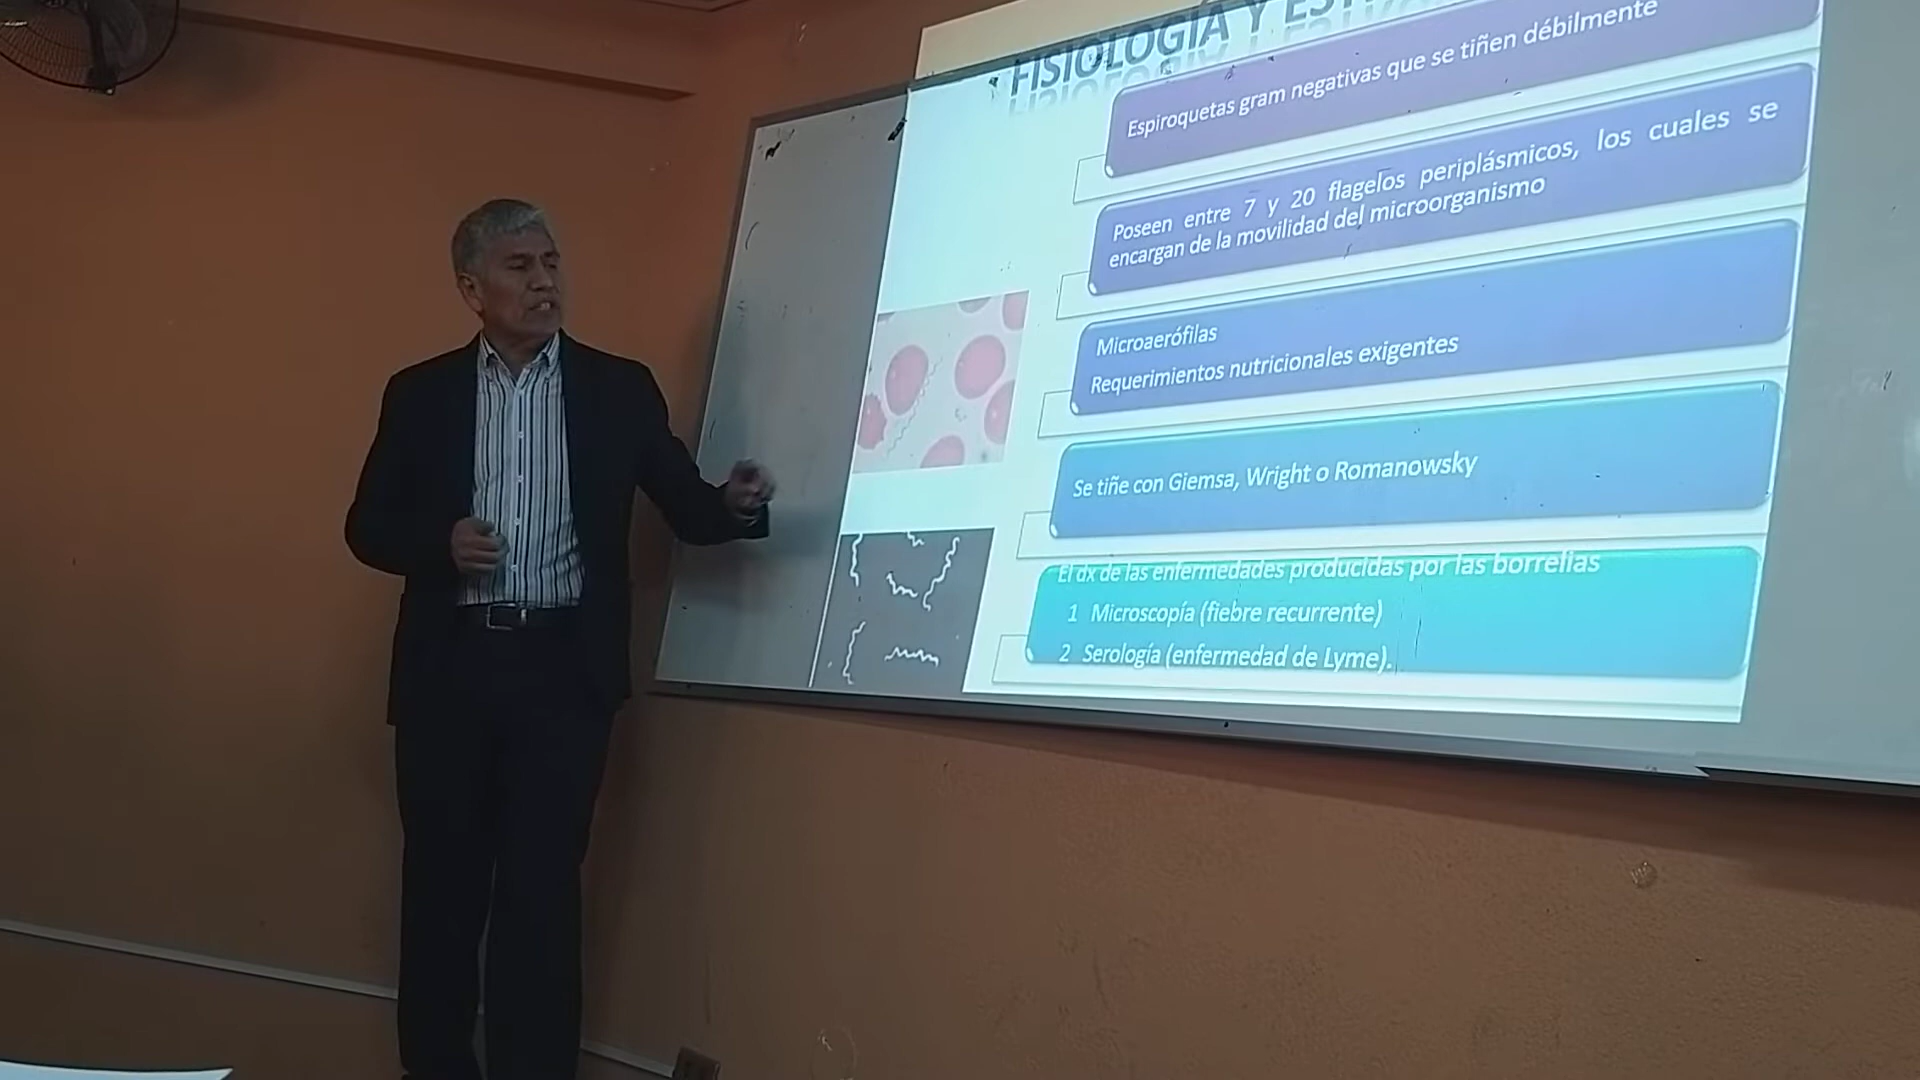 FISIOLOGÍA Y
Espiroquetas gram negativas que se tiñen débilmente
Poseen entre 7 y 20 flagelos periplásmicos, los cuales se
encargan de la movilidad del microorganismo
Microaerófilas
Requerimientos nutricionales exigentes
Se tiñe con Giemsa, Wright o Romanowsky
El dx de las enfermedades producidas por las borrelias
1 Microscopía (fiebre recurrente)
2 Serología (enfermedad de Lyme).